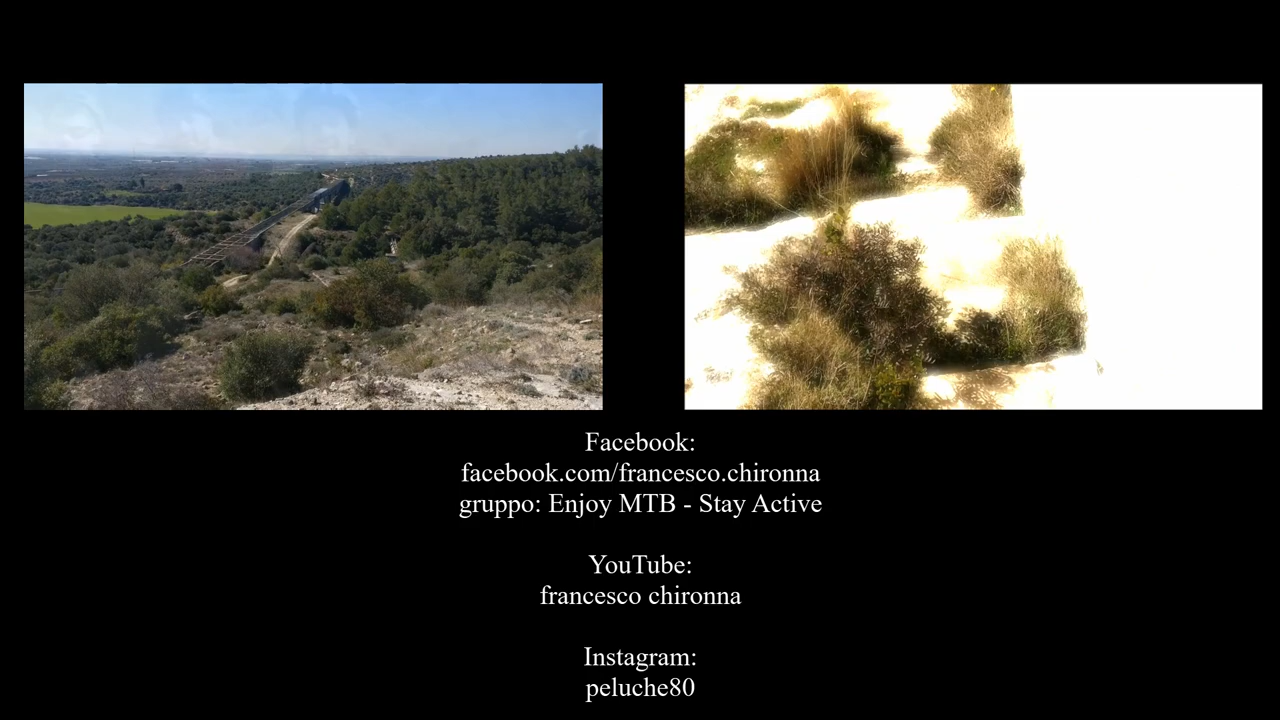 Facebook:
facebook.com/francesco.chironna
gruppo: Enjoy MTB - Stay Active
YouTube:
francesco chironna
Instagram:
peluche80